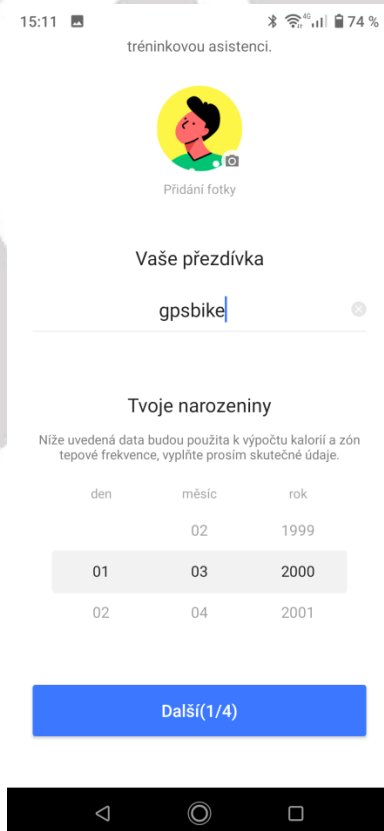 15:11 4G 74 %
tréninkovou asistenci.
Přidání fotky
Vaše přezdívka
gpsbike
Tvoje narozeniny
Níže uvedená data budou použita k výpočtu kalorií a zón
tepové frekvence, vyplňte prosím skutečné údaje.
den měsíc rok
02 1999
01 03 2000
02 04 2001
Další(1/4)